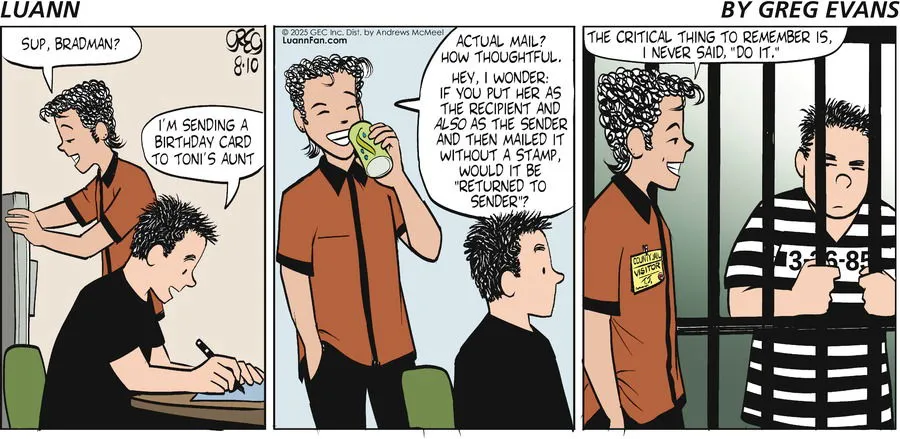 LUANN
BY GREG EVANS
SUP, BRADMAN?
GREG
8·10
I'M SENDING A
BIRTHDAY CARD
TO TONI'S AUNT
© 2025 GEC Inc. Dist. by Andrews McMeel
LuannFan.com
ACTUAL MAIL?
HOW THOUGHTFUL.
HEY, I WONDER:
IF YOU PUT HER AS
THE RECIPIENT AND
ALSO AS THE SENDER
AND THEN MAILED IT
WITHOUT A STAMP,
WOULD IT BE
"RETURNED TO
SENDER"?
THE CRITICAL THING TO REMEMBER IS,
I NEVER SAID, "DO IT."
COUNTY JAIL
VISITOR
T.J.